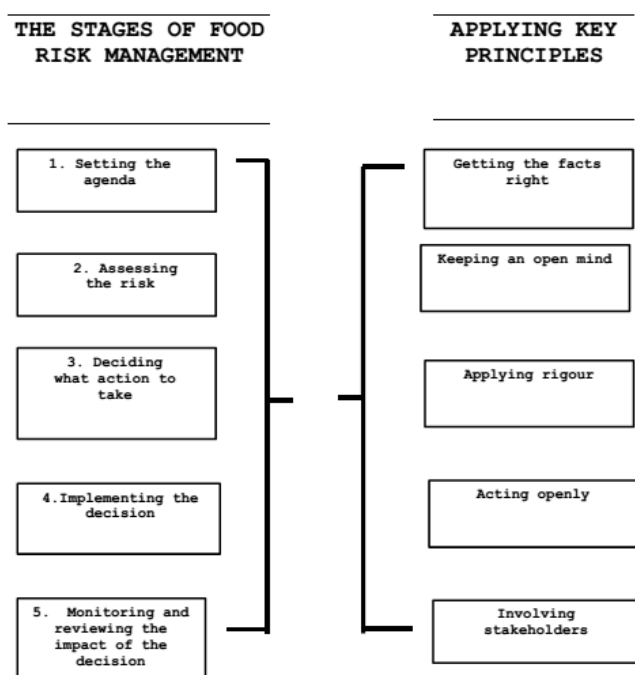 THE STAGES OF FOOD
RISK MANAGEMENT
1. Setting the
agenda
2. Assessing
the risk
3. Deciding
what action to
take
4.Implementing the
decision
5. Monitoring and
reviewing the
impact of the
decision
APPLYING KEY
PRINCIPLES
Getting the facts
right
Keeping an open mind
Applying rigour
Acting openly
Involving
stakeholders